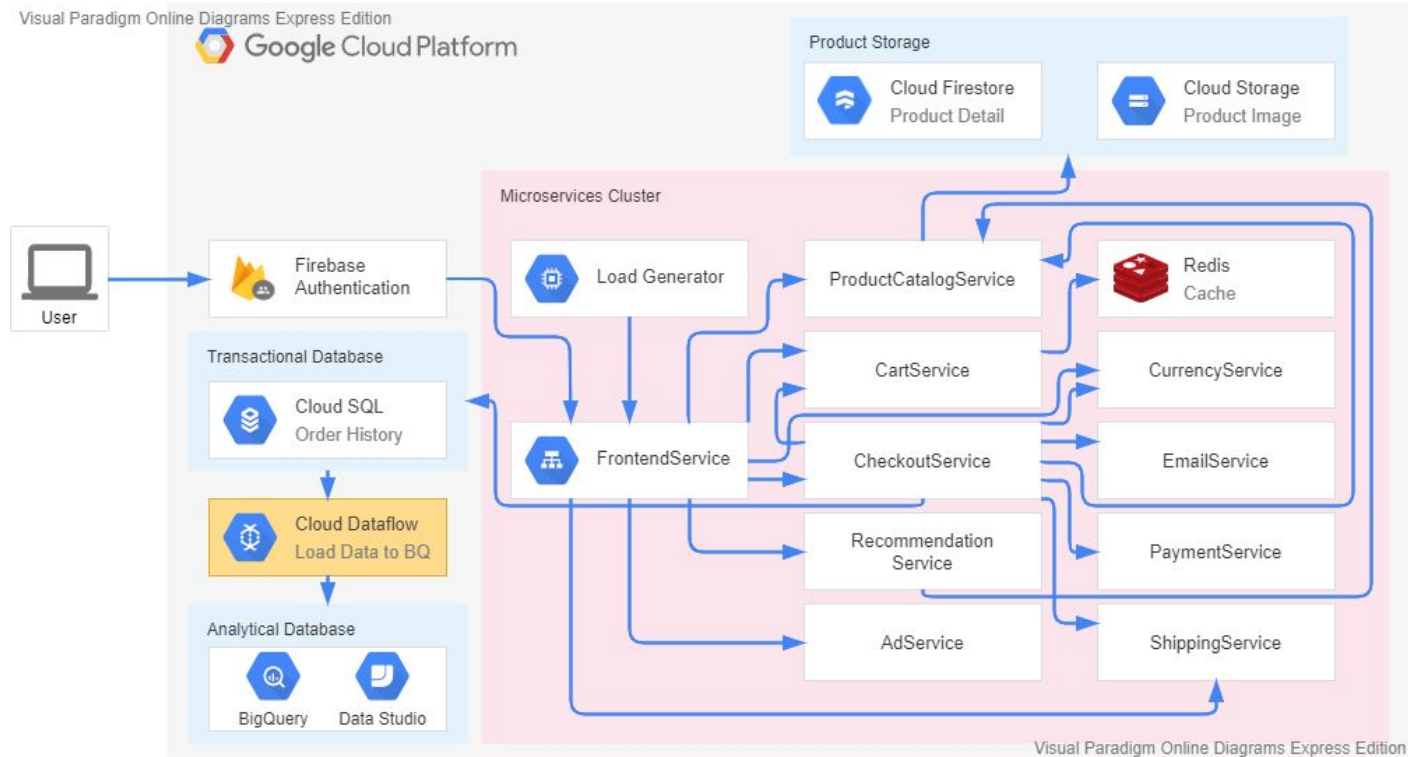 Visual Paradigm Online Diagrams Express Edition
Google Cloud Platform
Product Storage
Cloud Firestore
Product Detail
Cloud Storage
Product Image
Microservices Cluster
User
Firebase
Authentication
Load Generator
ProductCatalogService
Redis
Cache
Transactional Database
Cloud SQL
Order History
CartService
CurrencyService
FrontendService
CheckoutService
EmailService
Cloud Dataflow
Load Data to BQ
Recommendation
Service
PaymentService
Analytical Database
BigQuery
Data Studio
AdService
ShippingService
Visual Paradigm Online Diagrams Express Edition